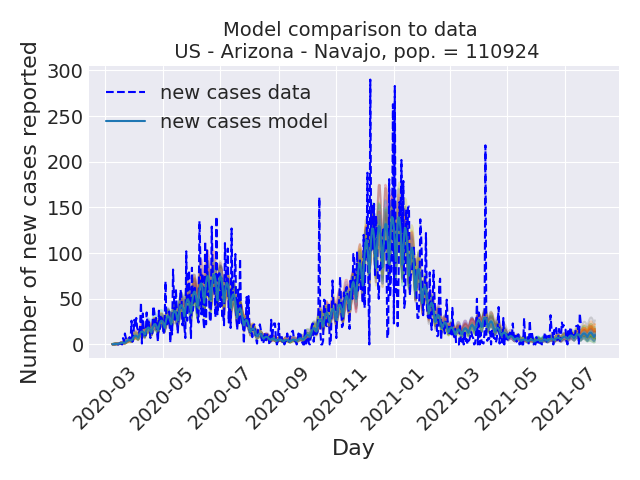 Model comparison to data
US - Arizona - Navajo, pop. = 110924
Number of new cases reported
300
250
200
150
100
50
0
new cases data
new cases model
2020-03
2020-05
2020-07
2020-09
2020-11
2021-01
2021-03
2021-05
2021-07
Day